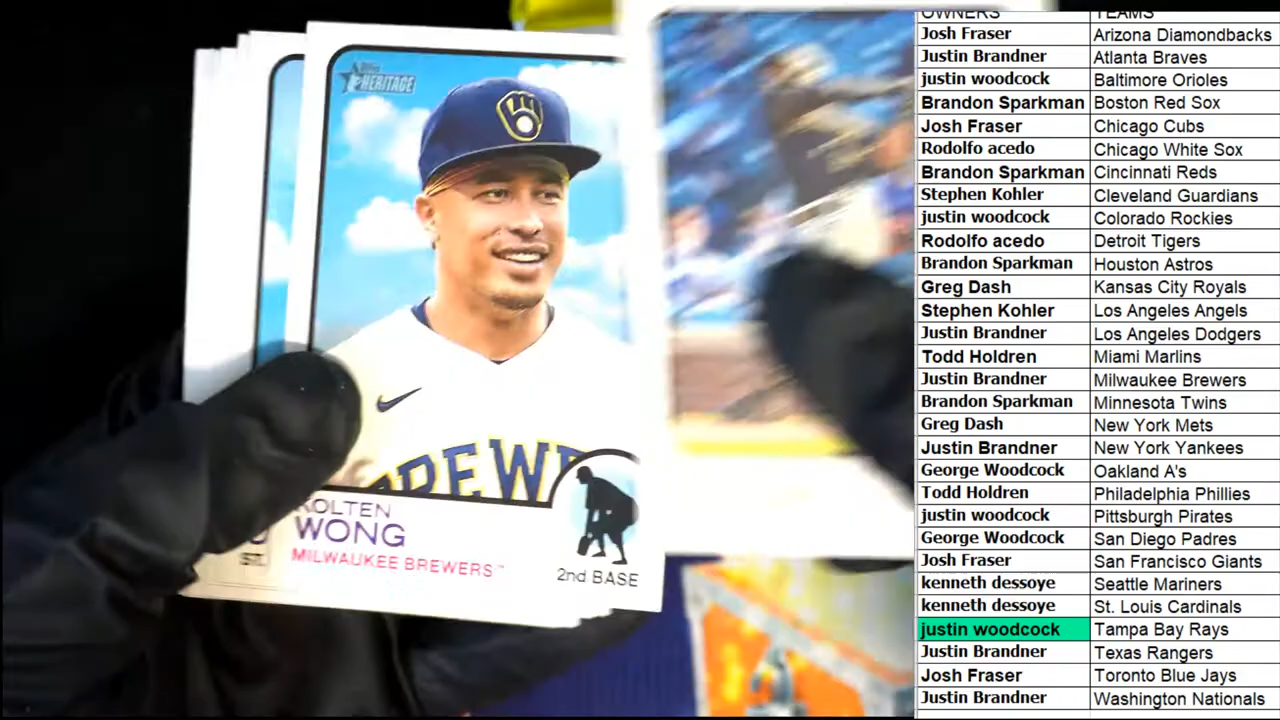 Topps
HERITAGE
BREWE
KOLTEN
WONG
MILWAUKEE BREWERS™
2nd BASE
ST.
OWNERS TEAMS
Josh Fraser Arizona Diamondbacks
Justin Brandner Atlanta Braves
justin woodcock Baltimore Orioles
Brandon Sparkman Boston Red Sox
Josh Fraser Chicago Cubs
Rodolfo acedo Chicago White Sox
Brandon Sparkman Cincinnati Reds
Stephen Kohler Cleveland Guardians
justin woodcock Colorado Rockies
Rodolfo acedo Detroit Tigers
Brandon Sparkman Houston Astros
Greg Dash Kansas City Royals
Stephen Kohler Los Angeles Angels
Justin Brandner Los Angeles Dodgers
Todd Holdren Miami Marlins
Justin Brandner Milwaukee Brewers
Brandon Sparkman Minnesota Twins
Greg Dash New York Mets
Justin Brandner New York Yankees
George Woodcock Oakland A's
Todd Holdren Philadelphia Phillies
justin woodcock Pittsburgh Pirates
George Woodcock San Diego Padres
Josh Fraser San Francisco Giants
kenneth dessoye Seattle Mariners
kenneth dessoye St. Louis Cardinals
justin woodcock Tampa Bay Rays
Justin Brandner Texas Rangers
Josh Fraser Toronto Blue Jays
Justin Brandner Washington Nationals